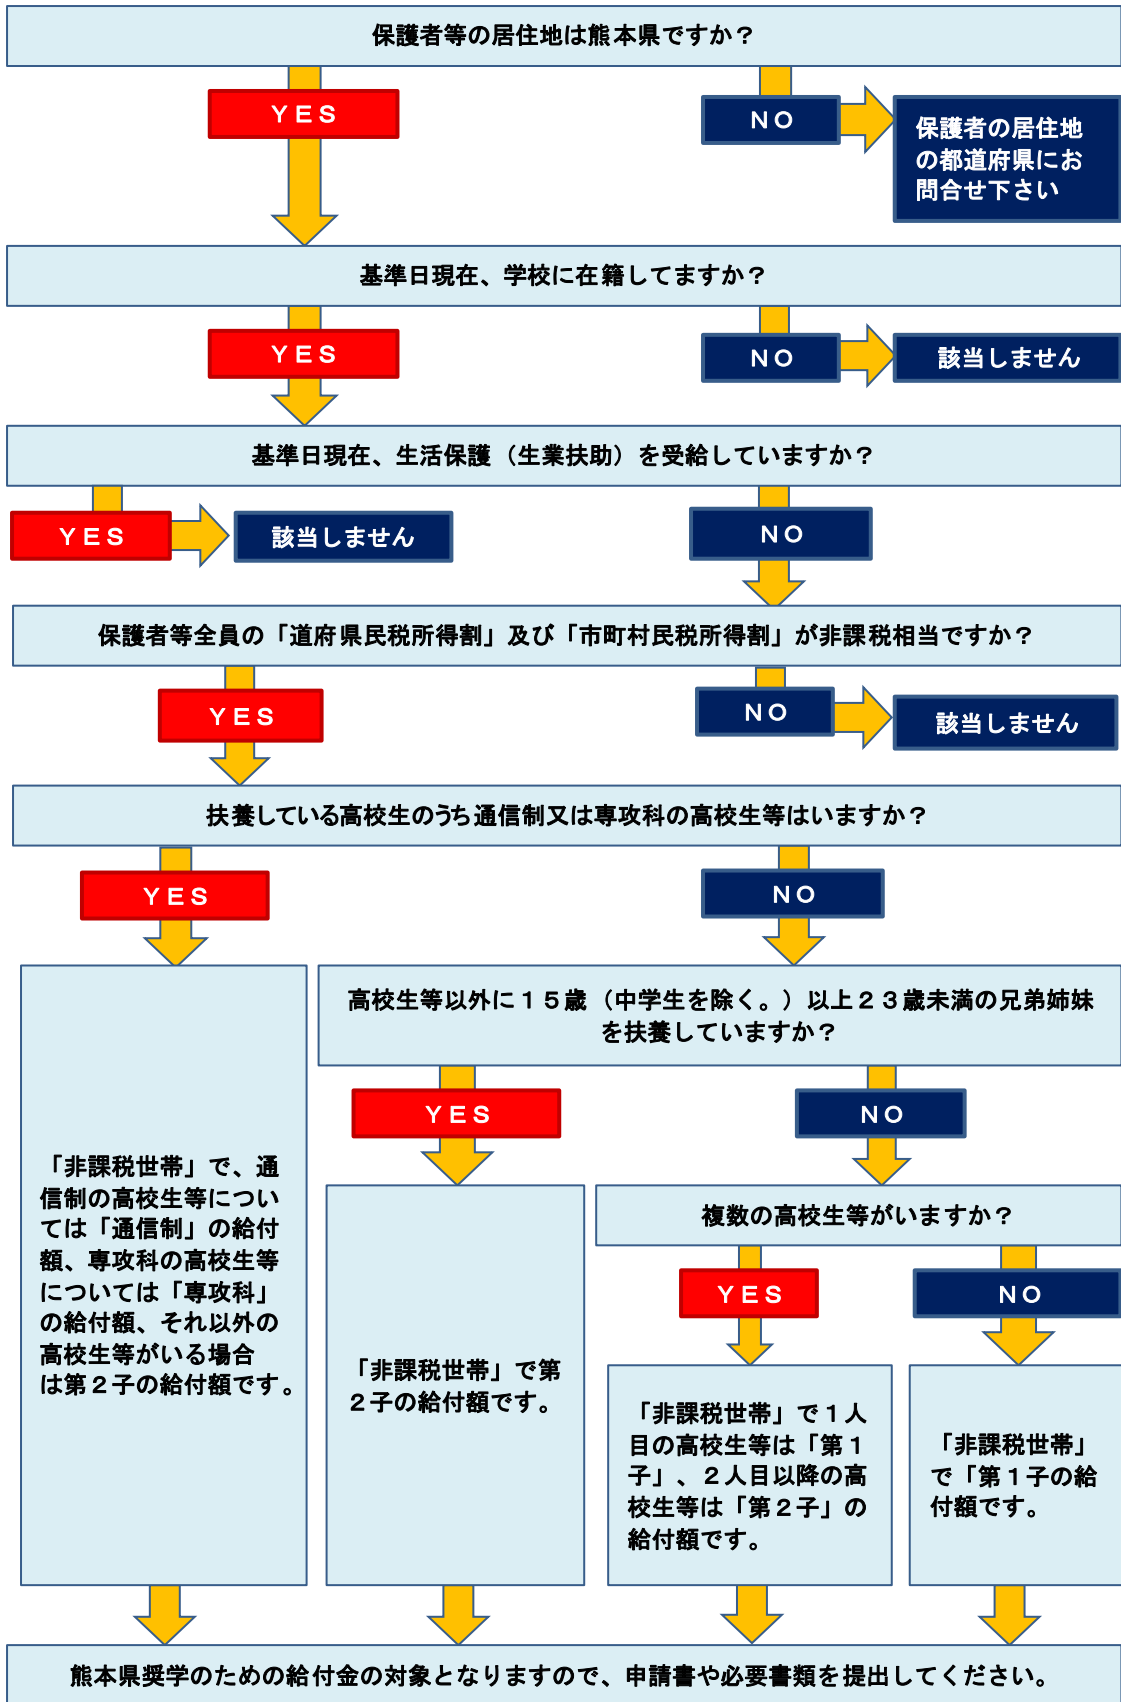 保護者等の居住地は熊本県ですか？
ＹＥＳ
ＮＯ
保護者の居住地
の都道府県にお
問合せ下さい
基準日現在、学校に在籍してますか？
ＹＥＳ
ＮＯ
該当しません
基準日現在、生活保護（生業扶助）を受給していますか？
ＹＥＳ
該当しません
ＮＯ
保護者等全員の「道府県民税所得割」及び「市町村民税所得割」が非課税相当ですか？
ＹＥＳ
ＮＯ
該当しません
扶養している高校生のうち通信制又は専攻科の高校生等はいますか？
ＹＥＳ
ＮＯ
「非課税世帯」で、通
信制の高校生等につい
ては「通信制」の給付
額、専攻科の高校生等
については「専攻科」
の給付額、それ以外の
高校生等がいる場合
は第２子の給付額です。
高校生等以外に１５歳（中学生を除く。）以上２３歳未満の兄弟姉妹
を扶養していますか？
ＹＥＳ
ＮＯ
「非課税世帯」で第
２子の給付額です。
複数の高校生等がいますか？
ＹＥＳ
ＮＯ
「非課税世帯」で１人
目の高校生等は「第１
子」、２人目以降の高
校生等は「第２子」の
給付額です。
「非課税世帯」
で「第１子の給
付額です。
熊本県奨学のための給付金の対象となりますので、申請書や必要書類を提出してください。